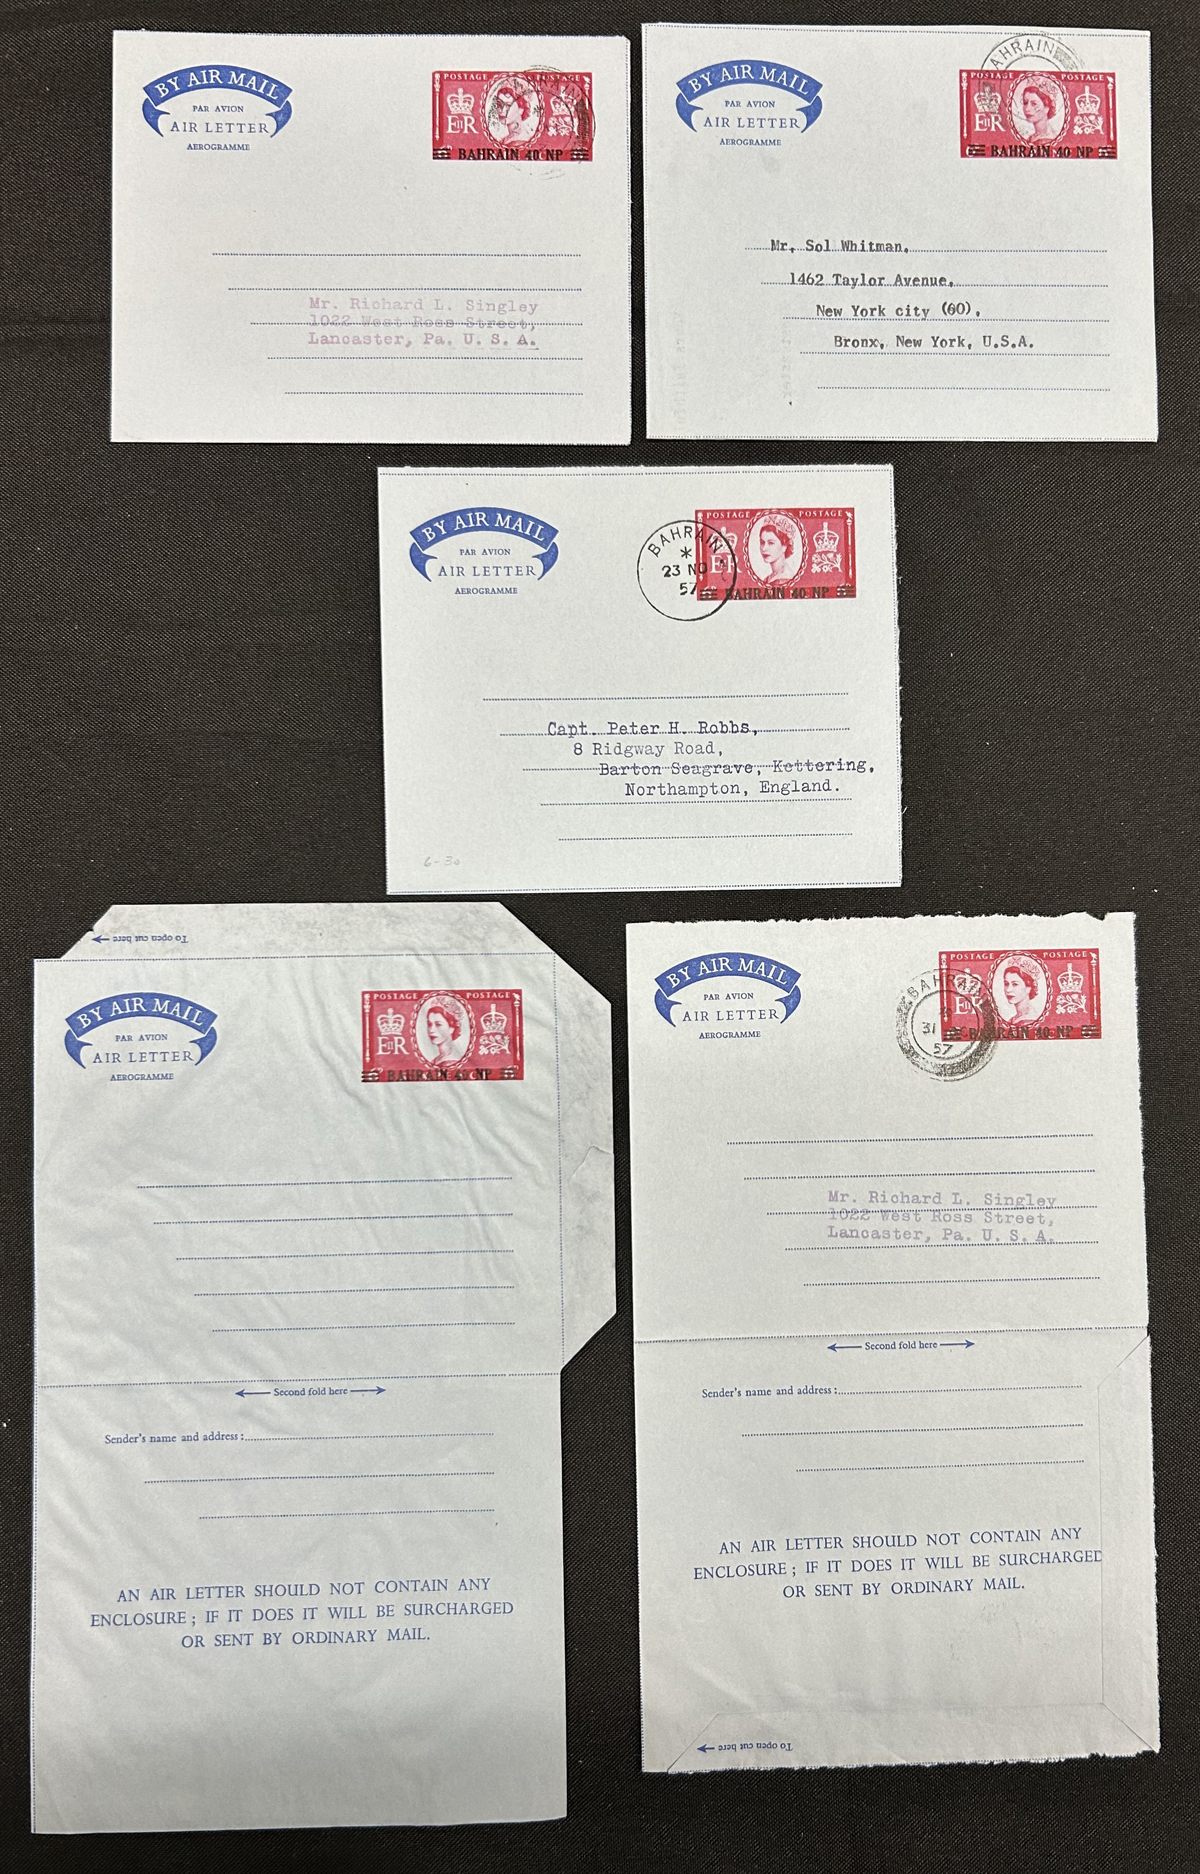 BY AIR MAIL
PAR AVION
AIR LETTER
AEROGRAMME
POSTAGE POSTAGE
EIIR
BAHRAIN 40 NP
Mr. Richard L. Singley
1022 West Ross Street,
Lancaster, Pa. U. S. A.
BY AIR MAIL
PAR AVION
AIR LETTER
AEROGRAMME
BAHRAIN
POSTAGE POSTAGE
EIIR
BAHRAIN 40 NP
Mr. Sol Whitman.
1462 Taylor Avenue.
New York city (60).
Bronx, New York, U.S.A.
BY AIR MAIL
PAR AVION
AIR LETTER
AEROGRAMME
POSTAGE POSTAGE
EIIR
BAHRAIN 40 NP
BAHRAIN
23 NO
57
Capt. Peter H. Robbs,
8 Ridgway Road,
Barton Seagrave, Kettering,
Northampton, England.
6-30
To open cut here
BY AIR MAIL
PAR AVION
AIR LETTER
AEROGRAMME
POSTAGE POSTAGE
EIIR
BAHRAIN 40 NP
Second fold here
Sender's name and address:
AN AIR LETTER SHOULD NOT CONTAIN ANY
ENCLOSURE; IF IT DOES IT WILL BE SURCHARGED
OR SENT BY ORDINARY MAIL.
BY AIR MAIL
PAR AVION
AIR LETTER
AEROGRAMME
POSTAGE POSTAGE
EIIR
BAHRAIN 40 NP
BAHRAIN
31
57
Mr. Richard L. Singley
1022 West Ross Street,
Lancaster, Pa. U. S. A.
Second fold here
Sender's name and address:
AN AIR LETTER SHOULD NOT CONTAIN ANY
ENCLOSURE; IF IT DOES IT WILL BE SURCHARGED
OR SENT BY ORDINARY MAIL.
To open cut here